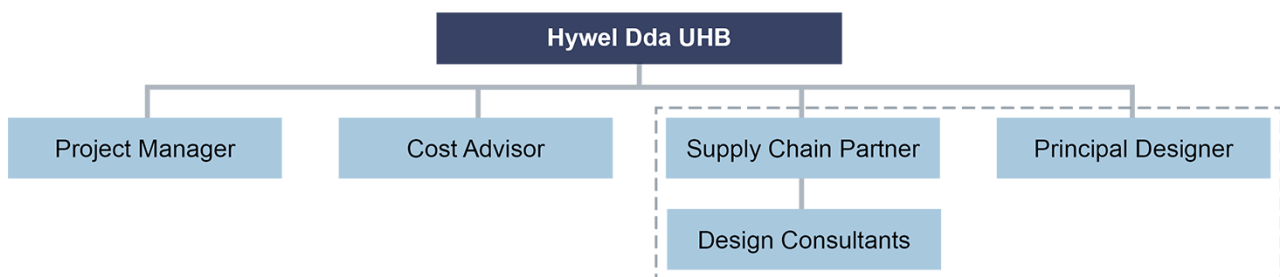 Hywel Dda UHB
Project Manager
Cost Advisor
Supply Chain Partner
Principal Designer
Design Consultants